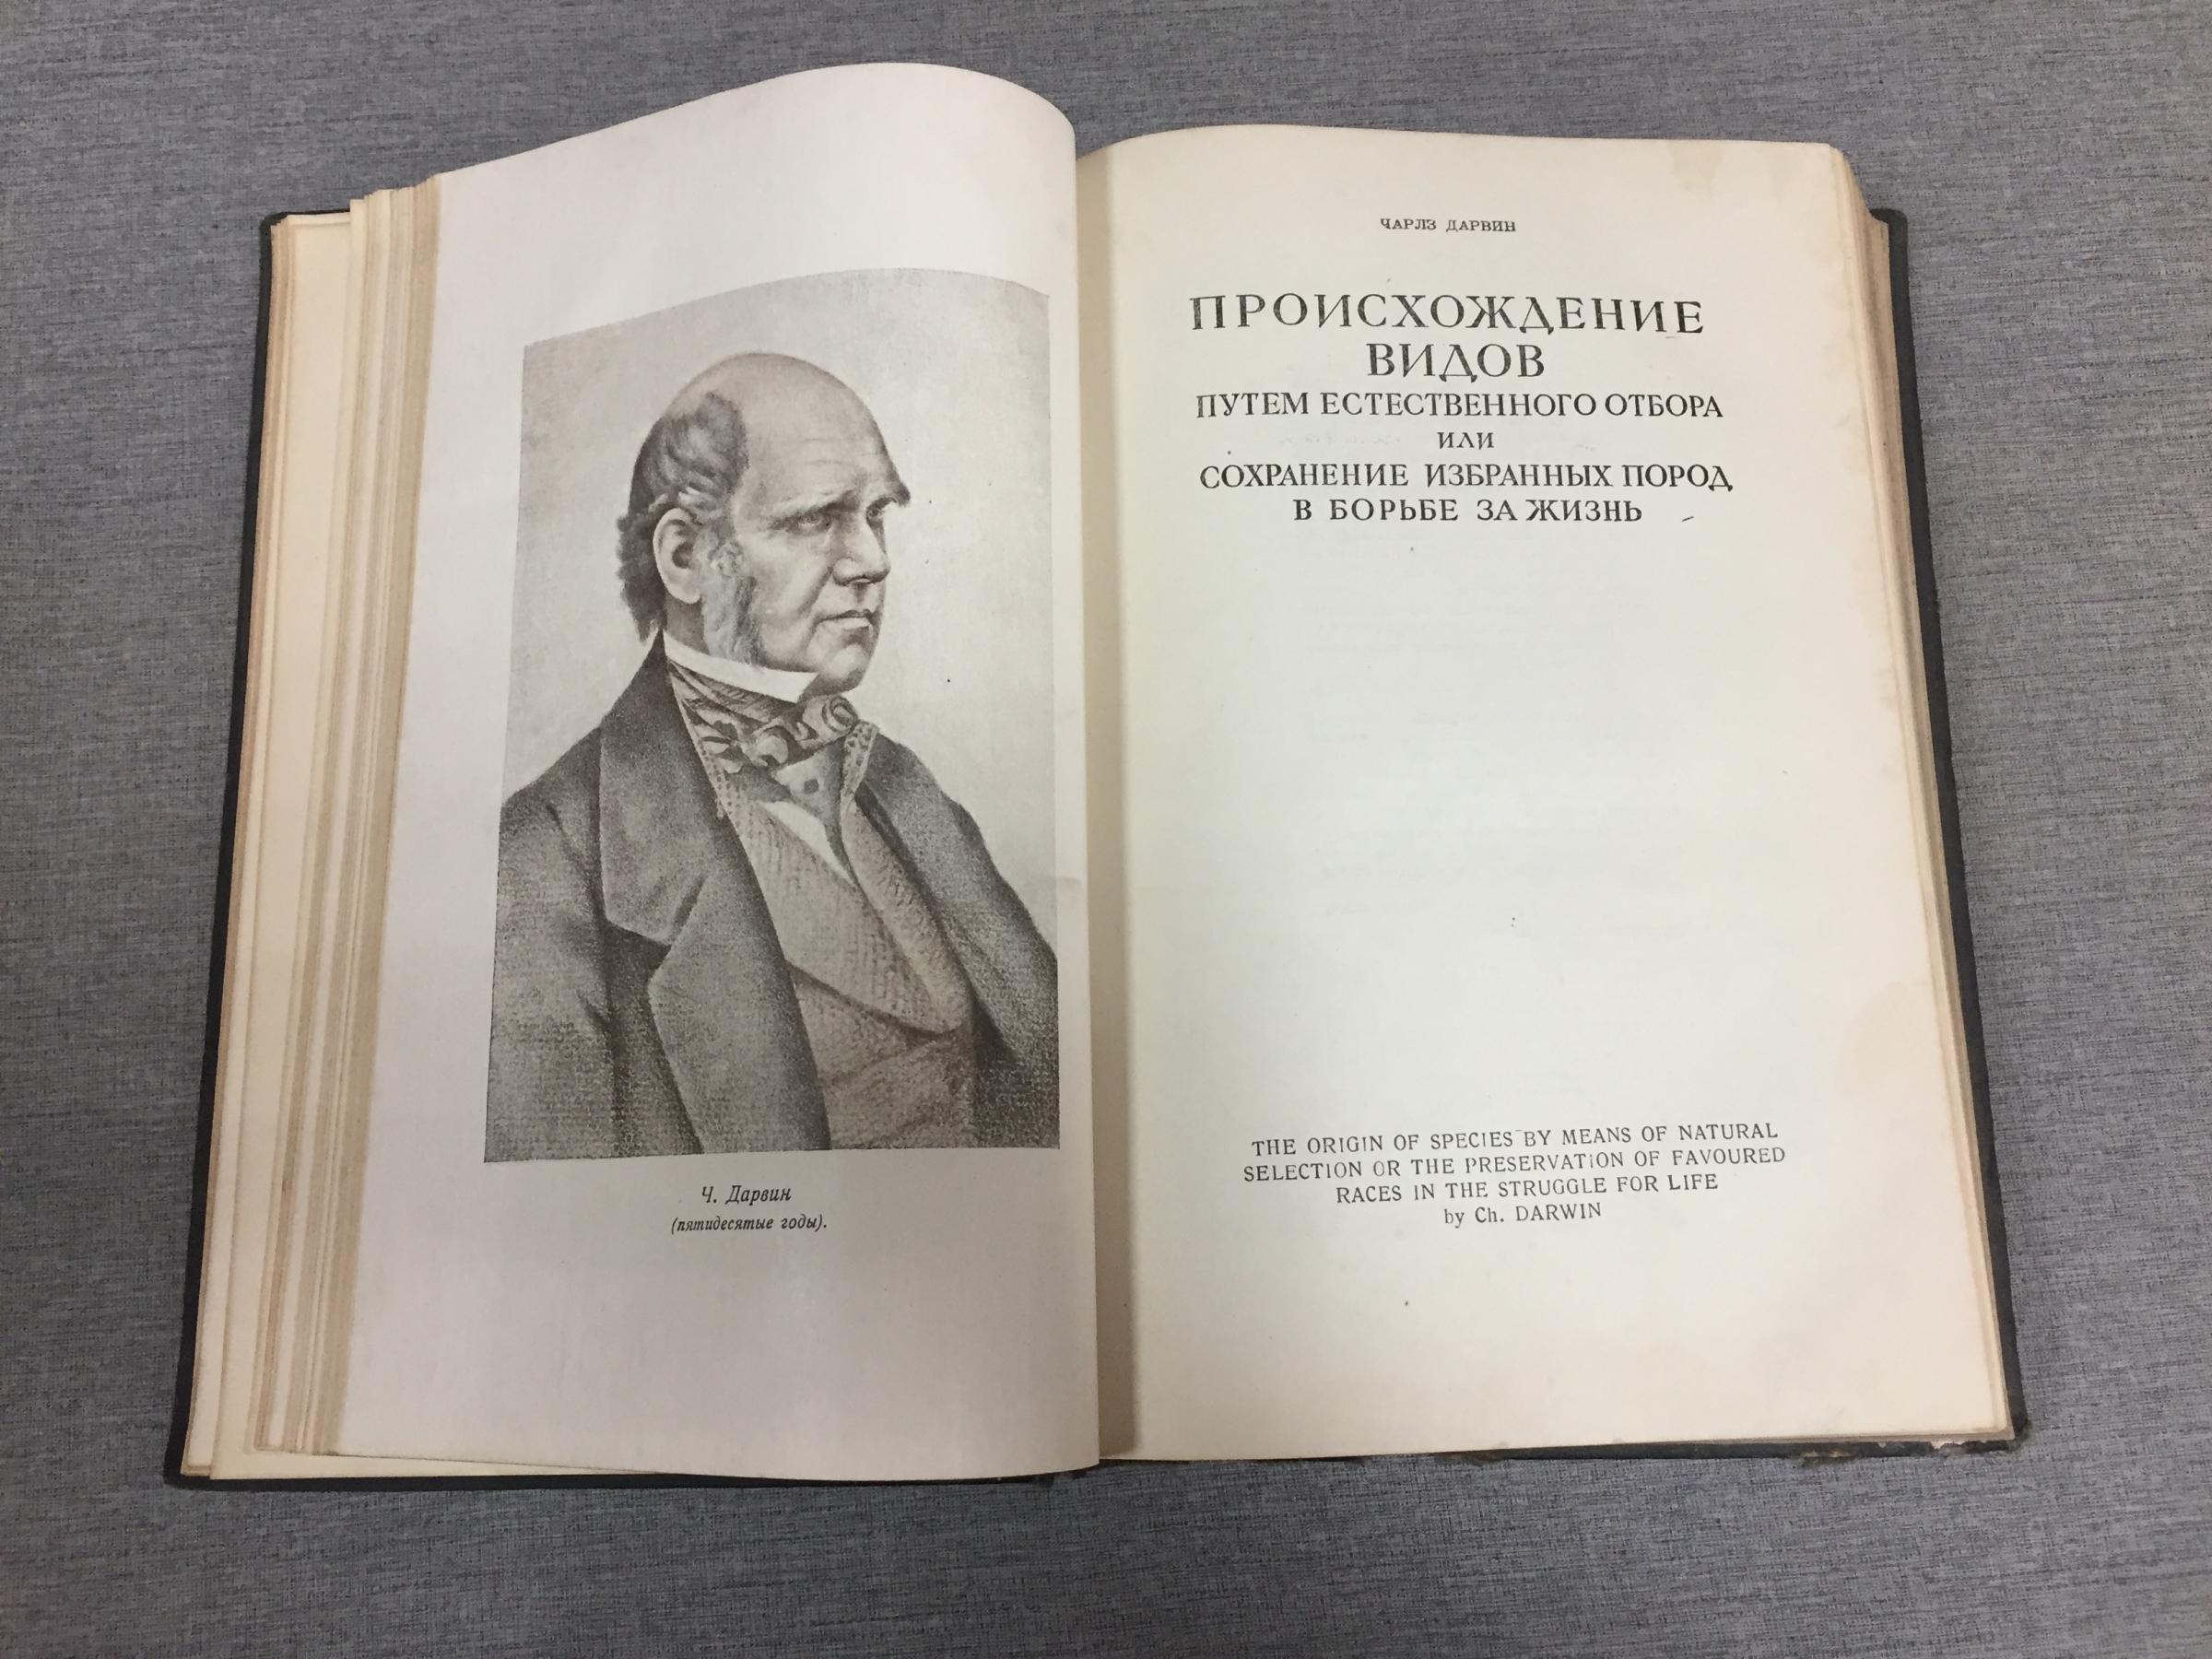 Ч. Дарвин
(пятидесятые годы).
ЧАРЛЗ ДАРВИН
ПРОИСХОЖДЕНИЕ
ВИДОВ
ПУТЕМ ЕСТЕСТВЕННОГО ОТБОРА
ИЛИ
СОХРАНЕНИЕ ИЗБРАННЫХ ПОРОД
В БОРЬБЕ ЗА ЖИЗНЬ
THE ORIGIN OF SPECIES BY MEANS OF NATURAL
SELECTION OR THE PRESERVATION OF FAVOURED
RACES IN THE STRUGGLE FOR LIFE
by Ch. DARWIN